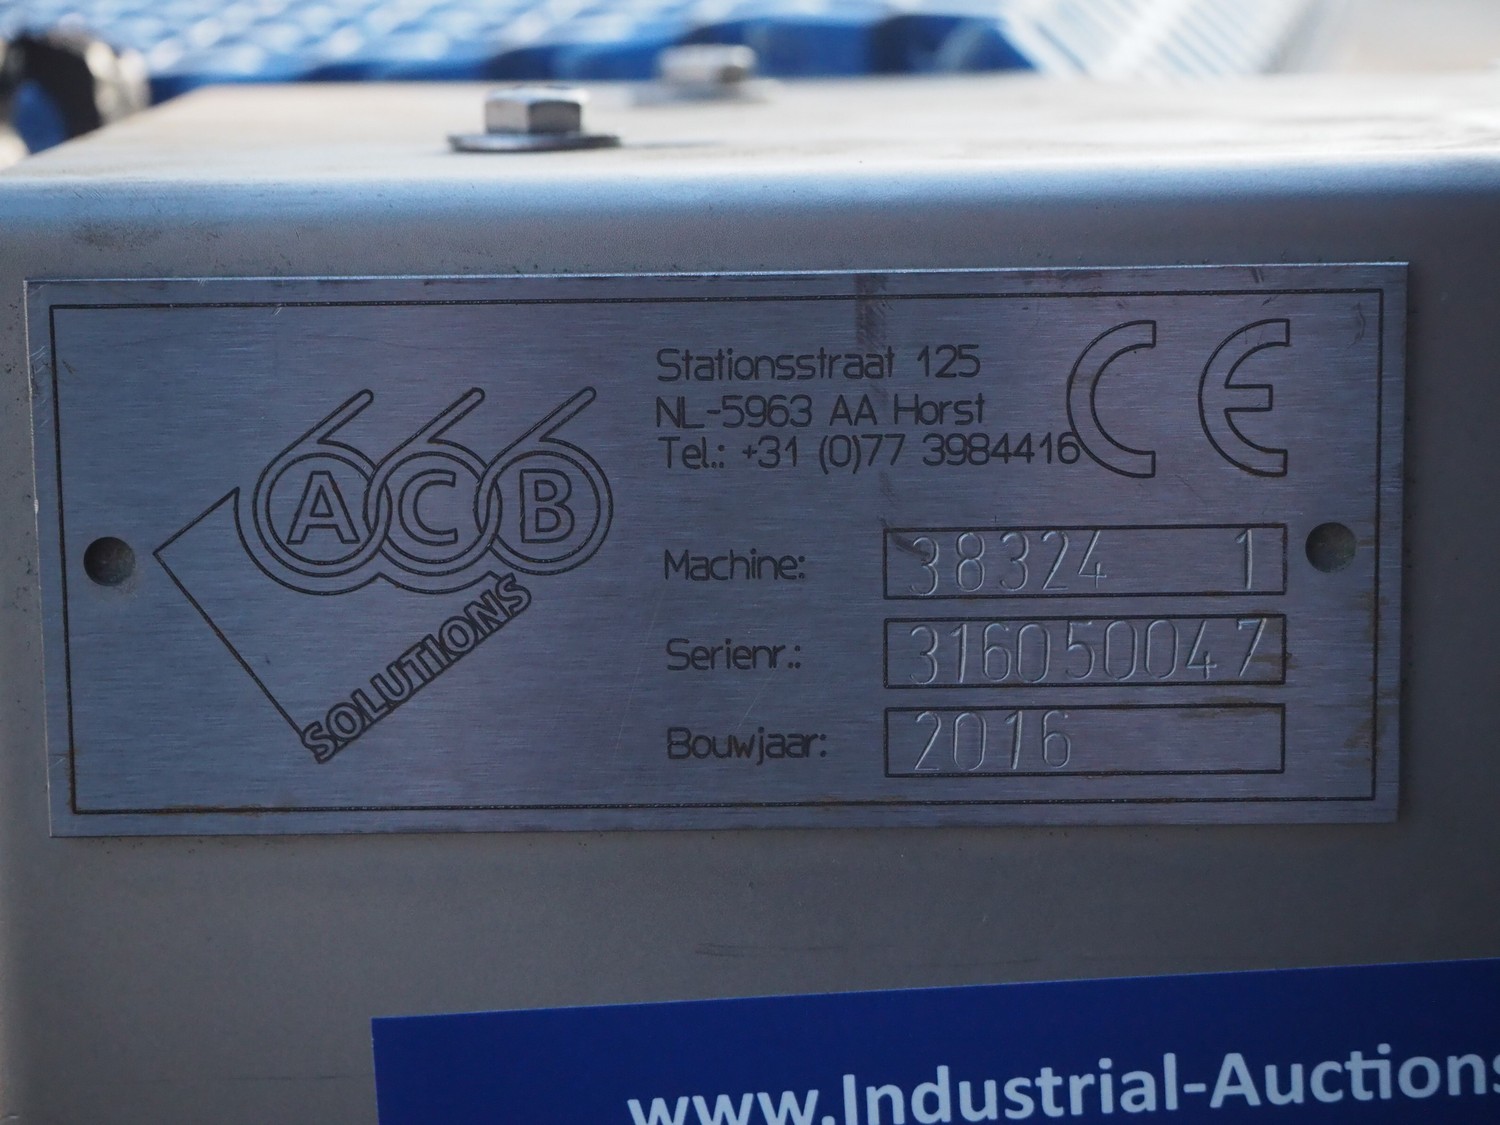 ACB
SOLUTIONS
Stationsstraat 125
NL-5963 AA Horst
Tel.: +31 (0)77 3984416
CE
Machine: 38324 1
Serienr.: 316050047
Bouwjaar: 2016
www.Industrial-Auctions